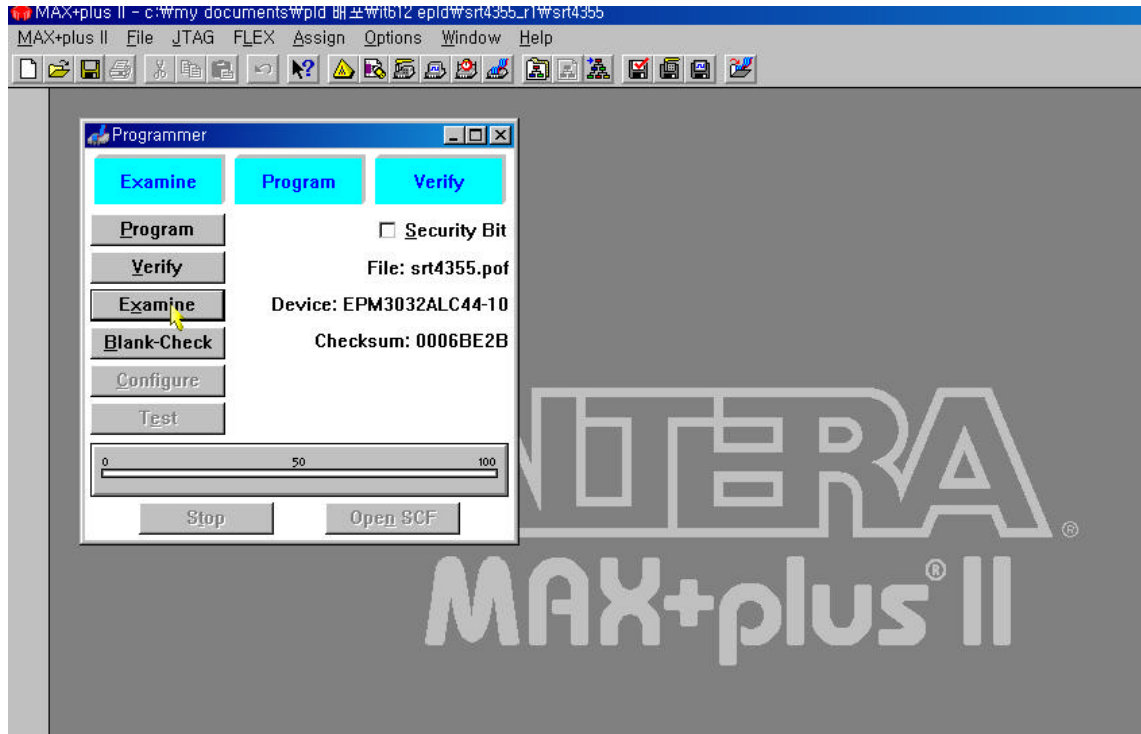 MAX+plus II - c:₩my documents₩pld 배포₩it612 epld₩srt4355_r1₩srt4355
MAX+plus II File JTAG FLEX Assign Options Window Help
Programmer
Examine Program Verify
Program
Security Bit
Verify
File: srt4355.pof
Examine
Device: EPM3032ALC44-10
Blank-Check
Checksum: 0006BE2B
Configure
Test
0 50 100
Stop Open SCF
®
MAX+plus® II